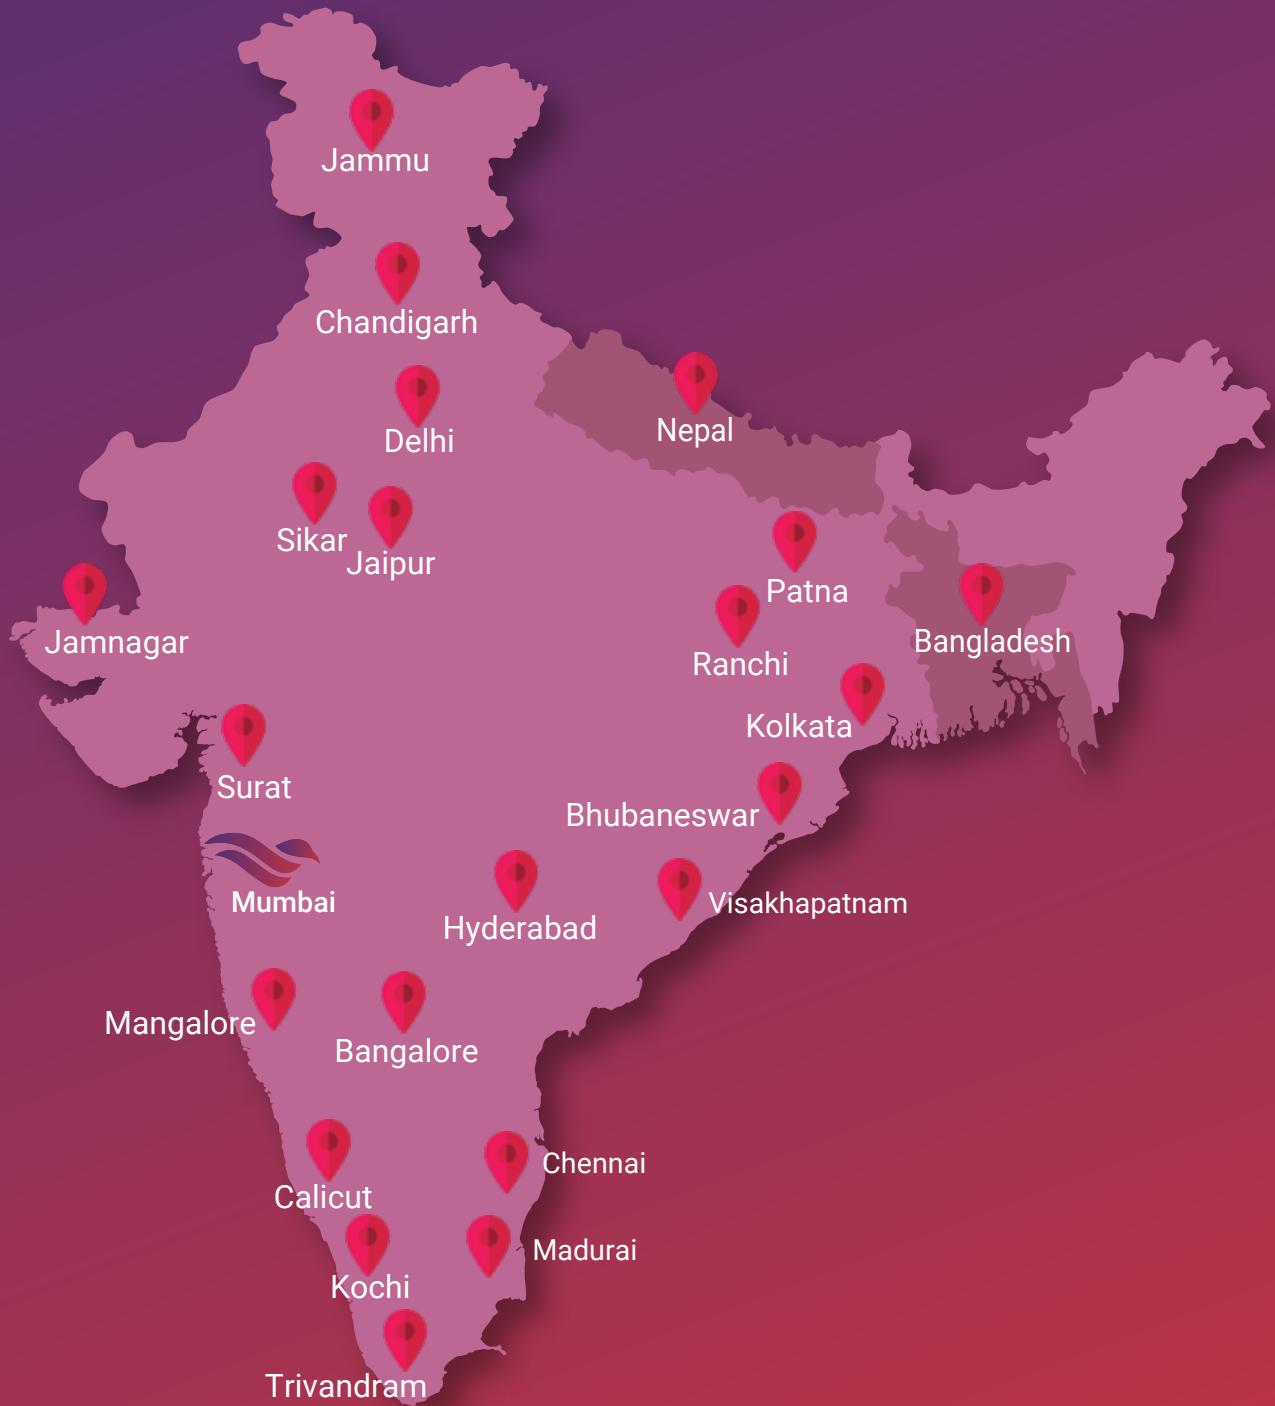 Jammu
Chandigarh
Delhi
Nepal
Sikar
Jaipur
Patna
Jamnagar
Bangladesh
Ranchi
Kolkata
Surat
Bhubaneswar
Mumbai
Visakhapatnam
Hyderabad
Mangalore
Bangalore
Chennai
Calicut
Madurai
Kochi
Trivandram